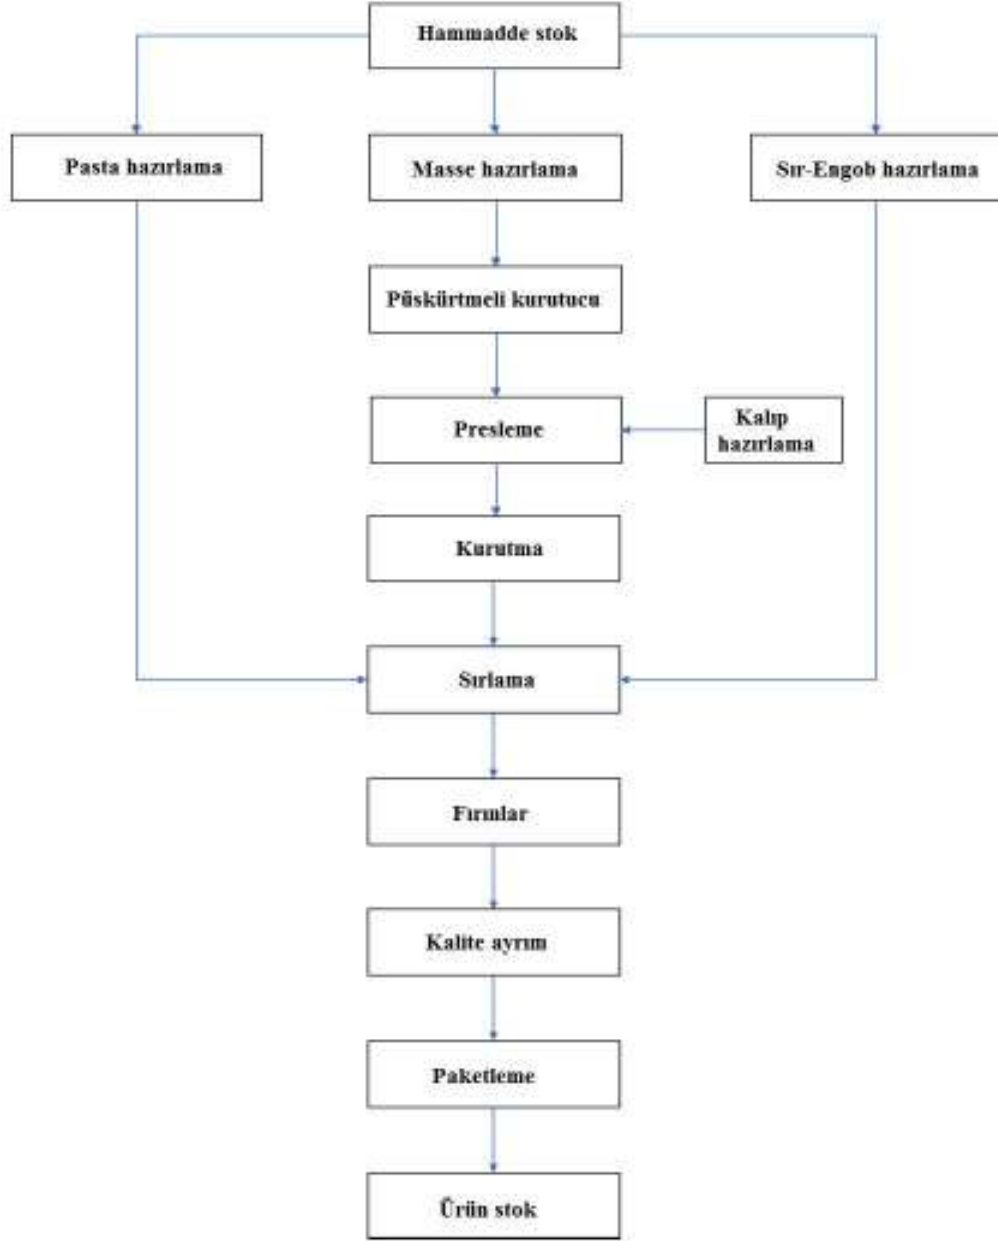 Hammadde stok
Pasta hazırlama
Masse hazırlama
Sır-Engob hazırlama
Püskürtmeli kurutucu
Presleme
Kalıp
hazırlama
Kurutma
Sırlama
Fırınlar
Kalite ayrım
Paketleme
Ürün stok